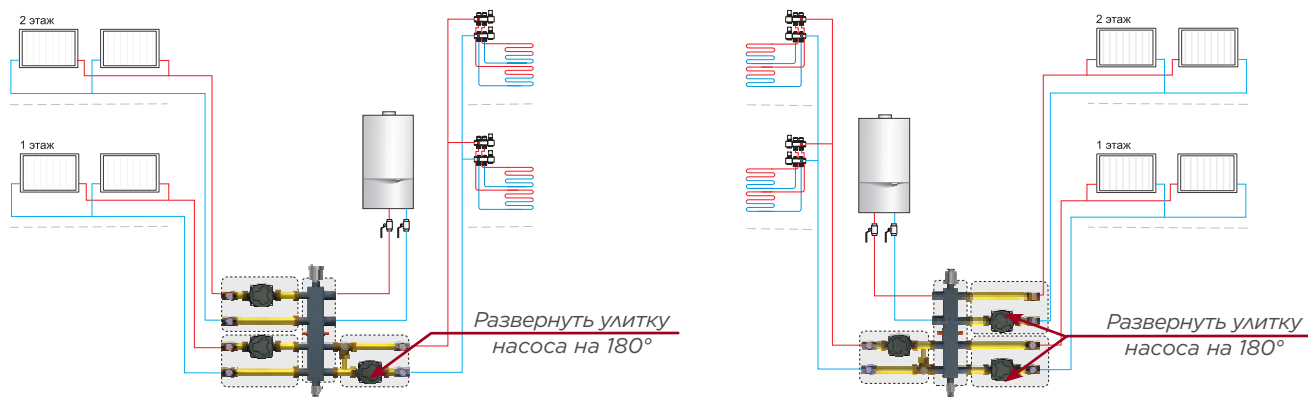 2 этаж
1 этаж
Развернуть улитку
насоса на 180°
2 этаж
1 этаж
Развернуть улитку
насоса на 180°